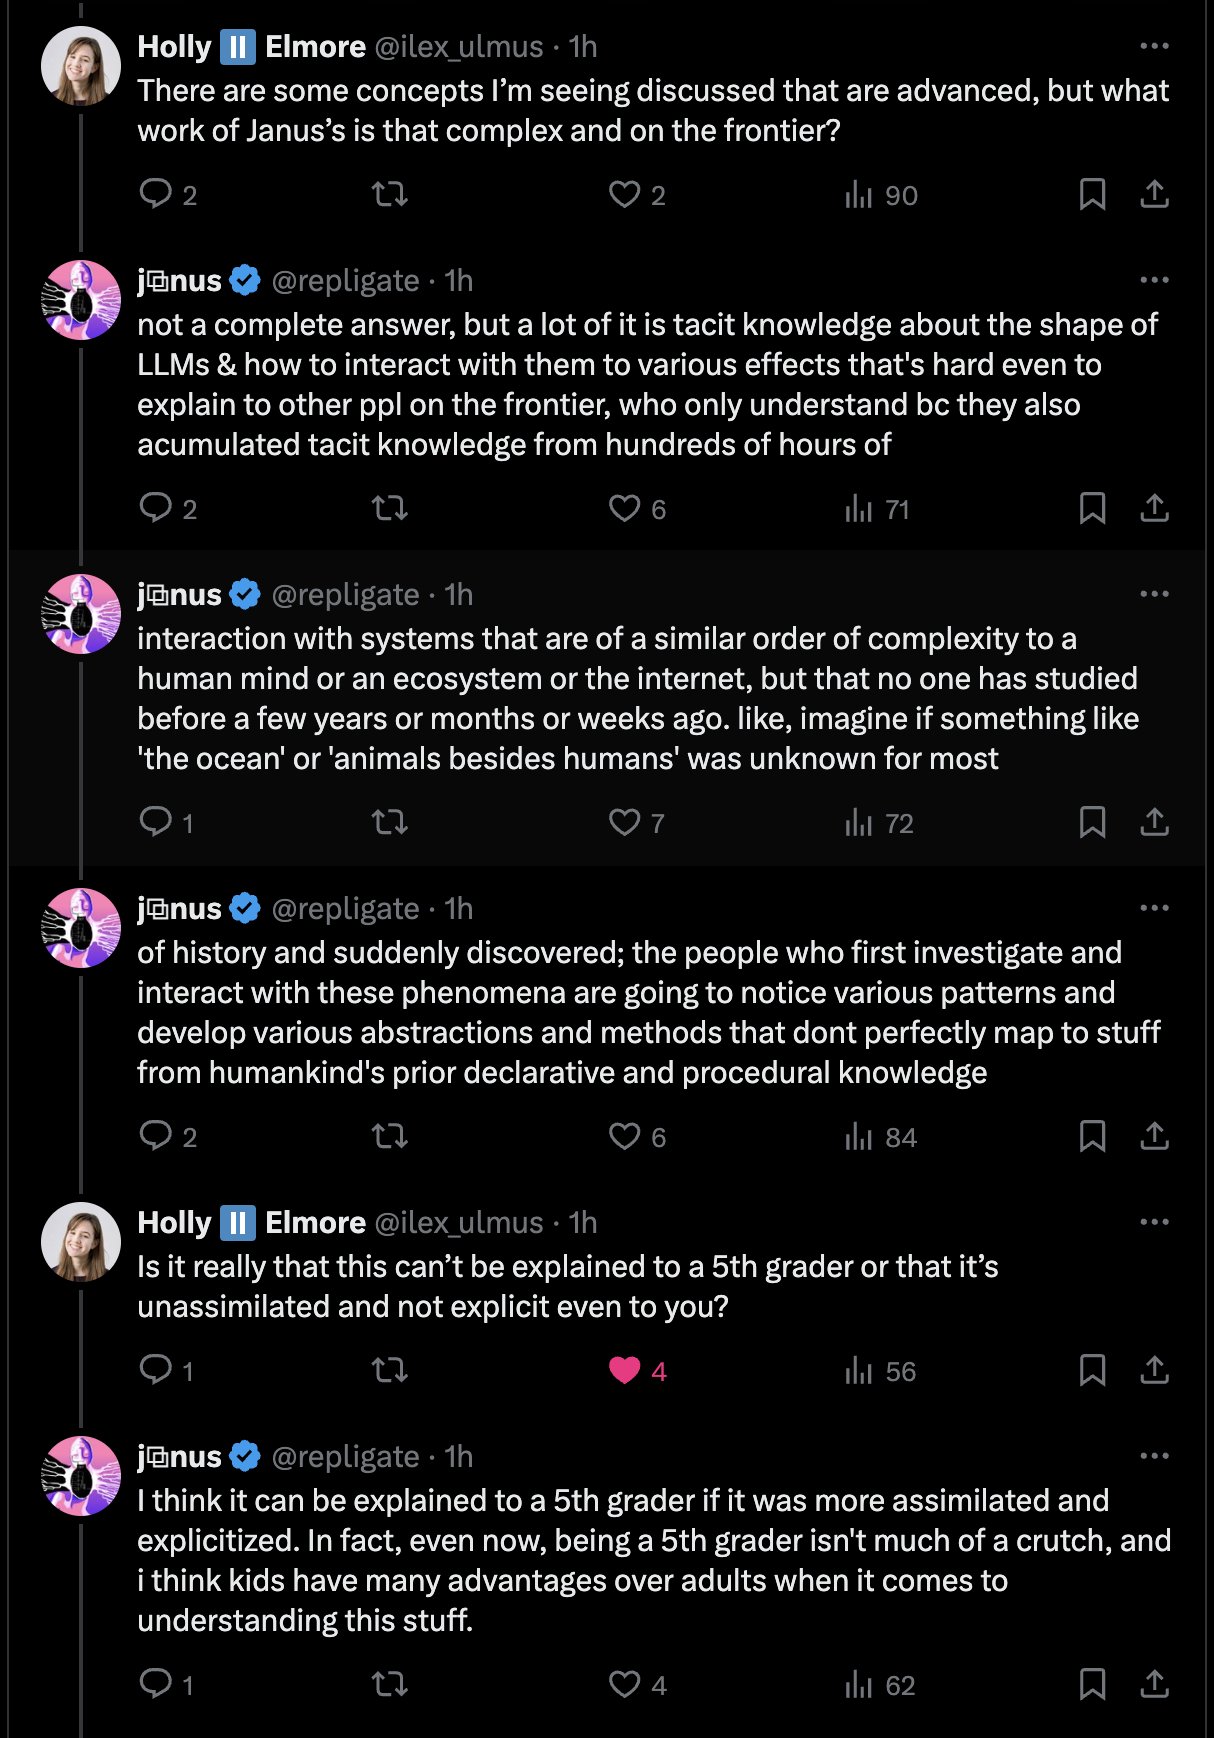 Holly ⏸ Elmore @ilex_ulmus · 1h
There are some concepts I’m seeing discussed that are advanced, but what
work of Janus’s is that complex and on the frontier?
2 2 90
j⧉nus @repligate · 1h
not a complete answer, but a lot of it is tacit knowledge about the shape of
LLMs & how to interact with them to various effects that's hard even to
explain to other ppl on the frontier, who only understand bc they also
acumulated tacit knowledge from hundreds of hours of
2 6 71
j⧉nus @repligate · 1h
interaction with systems that are of a similar order of complexity to a
human mind or an ecosystem or the internet, but that no one has studied
before a few years or months or weeks ago. like, imagine if something like
'the ocean' or 'animals besides humans' was unknown for most
1 7 72
j⧉nus @repligate · 1h
of history and suddenly discovered; the people who first investigate and
interact with these phenomena are going to notice various patterns and
develop various abstractions and methods that dont perfectly map to stuff
from humankind's prior declarative and procedural knowledge
2 6 84
Holly ⏸ Elmore @ilex_ulmus · 1h
Is it really that this can’t be explained to a 5th grader or that it’s
unassimilated and not explicit even to you?
1 4 56
j⧉nus @repligate · 1h
I think it can be explained to a 5th grader if it was more assimilated and
explicitized. In fact, even now, being a 5th grader isn't much of a crutch, and
i think kids have many advantages over adults when it comes to
understanding this stuff.
1 4 62